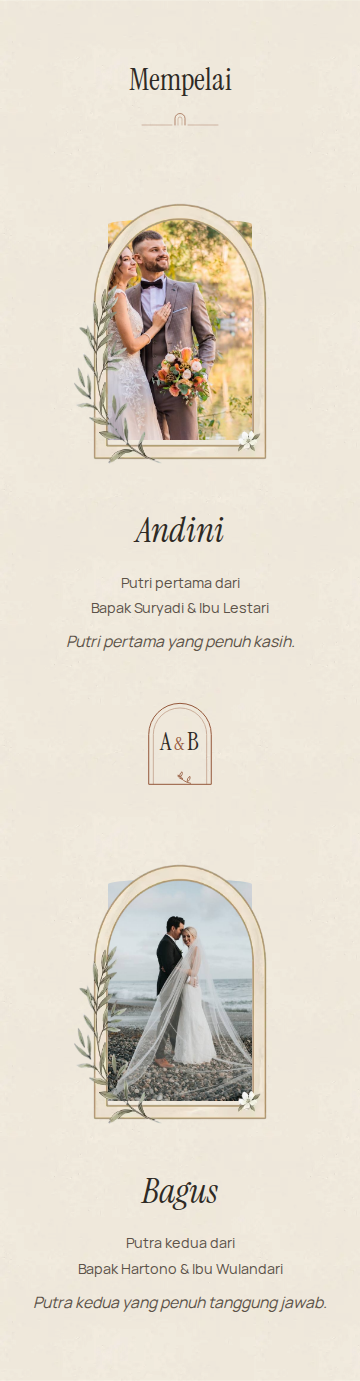 Mempelai
Andini
Putri pertama dari
Bapak Suryadi & Ibu Lestari
Putri pertama yang penuh kasih.
A & B
Bagus
Putra kedua dari
Bapak Hartono & Ibu Wulandari
Putra kedua yang penuh tanggung jawab.